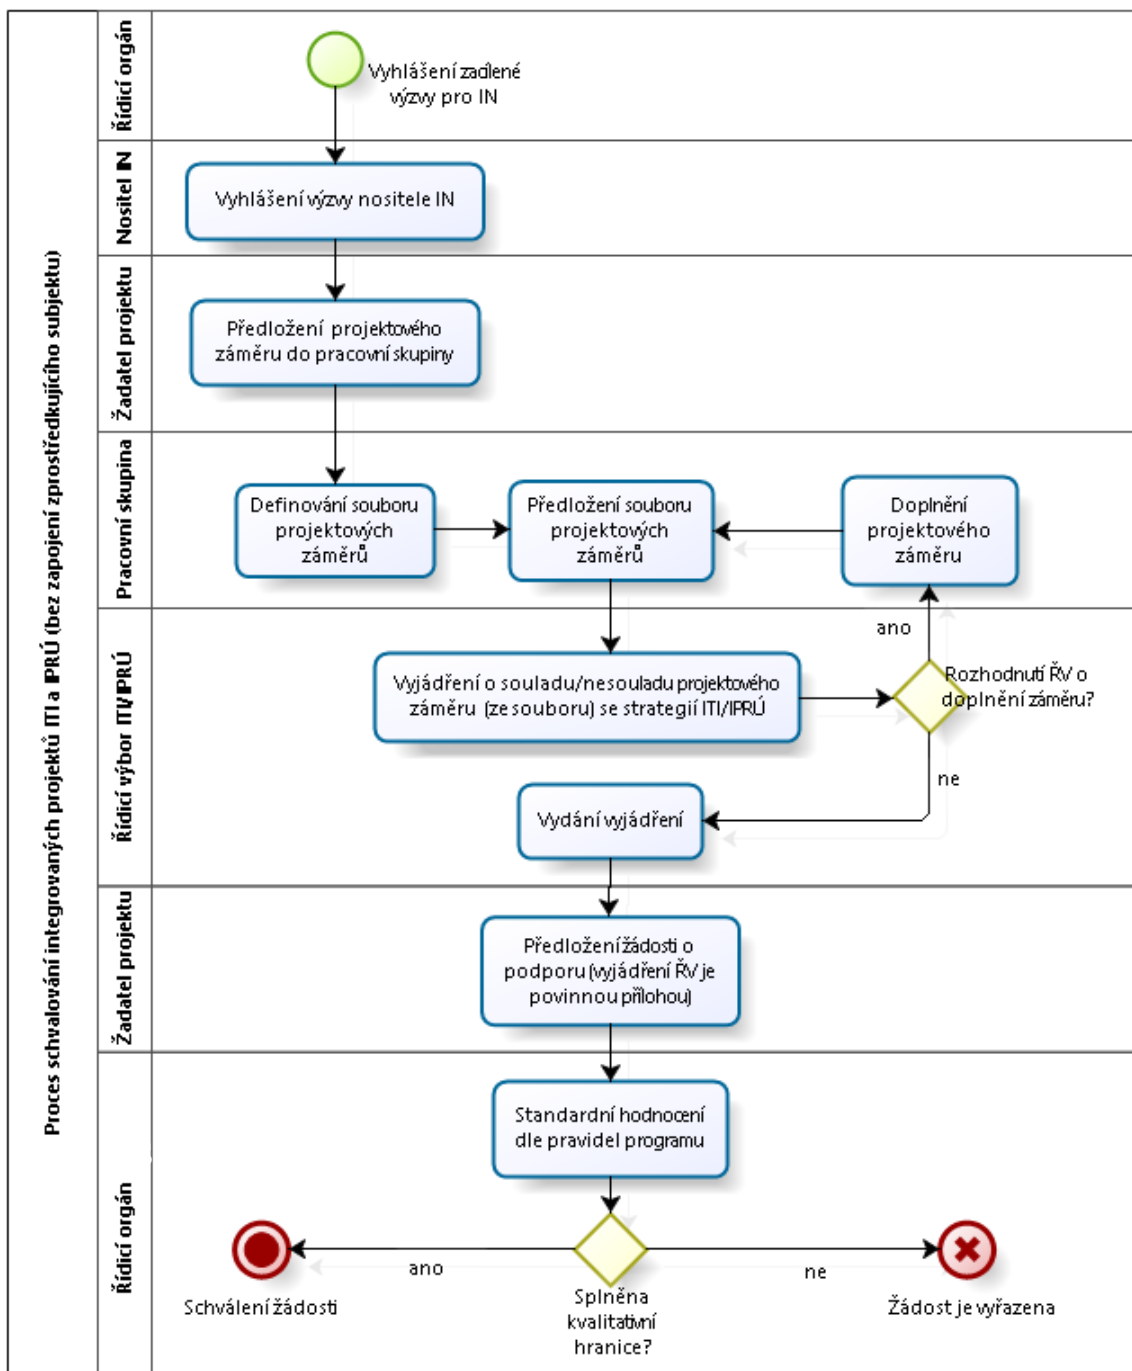 Proces schvalování integrovaných projektů ITI a IPRÚ (bez zapojení zprostředkujícího subjektu)
Řídicí orgán
Vyhlášení zacílené
výzvy pro IN
Nositel IN
Vyhlášení výzvy nositele IN
Žadatel projektu
Předložení projektového
záměru do pracovní skupiny
Pracovní skupina
Definování souboru
projektových
záměrů
Předložení souboru
projektových
záměrů
Doplnění
projektového
záměru
Řídicí výbor ITI/IPRÚ
ano
Vyjádření o souladu/nesouladu projektového
záměru (ze souboru) se strategií ITI/IPRÚ
Rozhodnutí ŘV o
doplnění záměru?
ne
Vydání vyjádření
Žadatel projektu
Předložení žádosti o
podporu (vyjádření ŘV je
povinnou přílohou)
Řídicí orgán
Standardní hodnocení
dle pravidel programu
ano
ne
Schválení žádosti
Splněna
kvalitativní
hranice?
Žádost je vyřazena